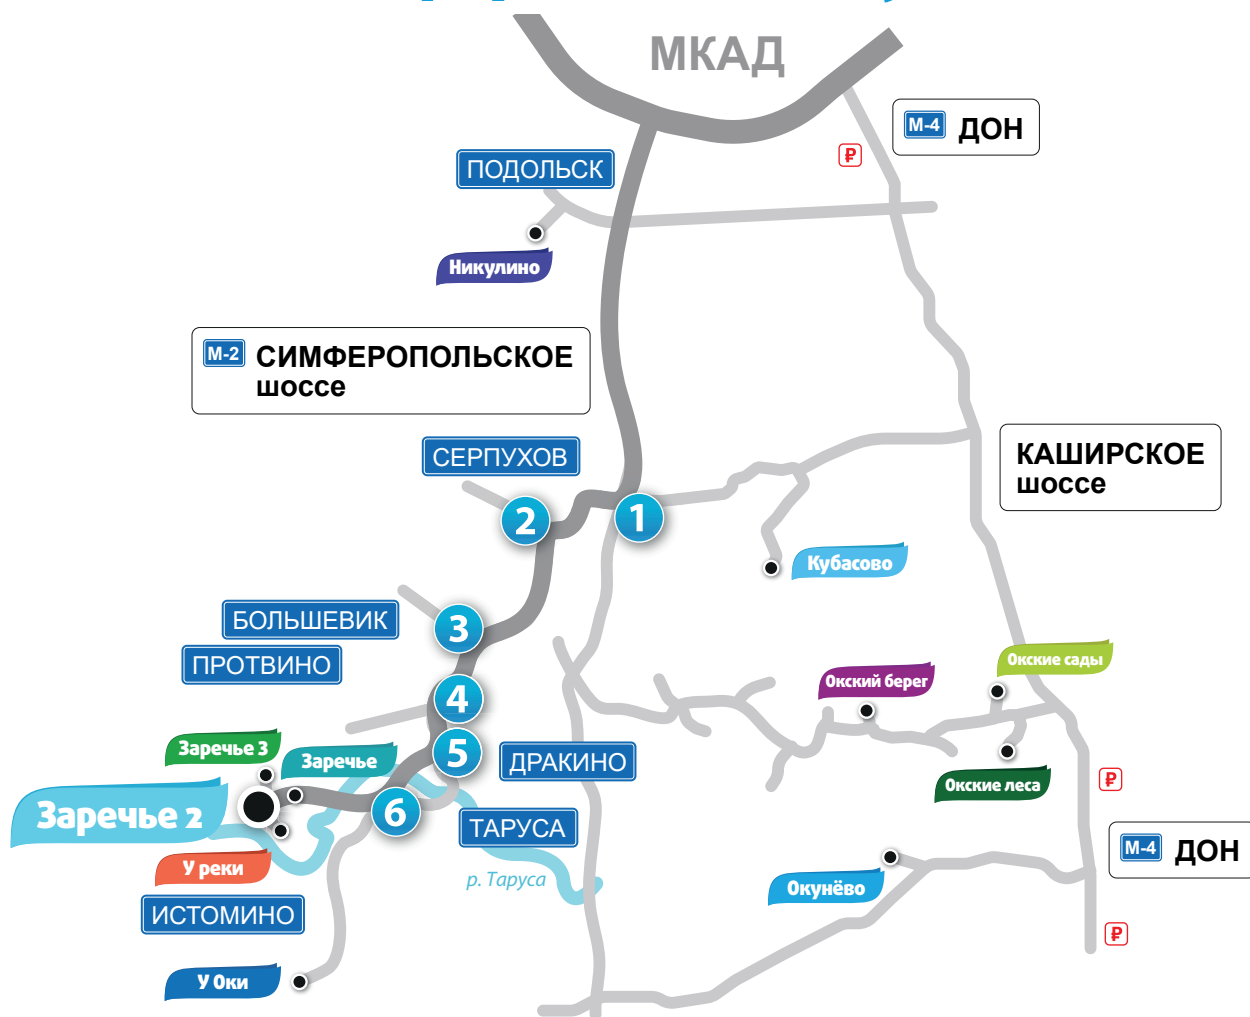 МКАД
М-4 ДОН
₽
ПОДОЛЬСК
Никулино
М-2 СИМФЕРОПОЛЬСКОЕ
шоссе
СЕРПУХОВ
КАШИРСКОЕ
шоссе
2
1
Кубасово
БОЛЬШЕВИК
3
ПРОТВИНО
Окские сады
Окский берег
4
Заречье 3
Заречье
5
ДРАКИНО
₽
Окские леса
Заречье 2
6
ТАРУСА
М-4 ДОН
У реки
р. Таруса
Окунёво
ИСТОМИНО
₽
У Оки